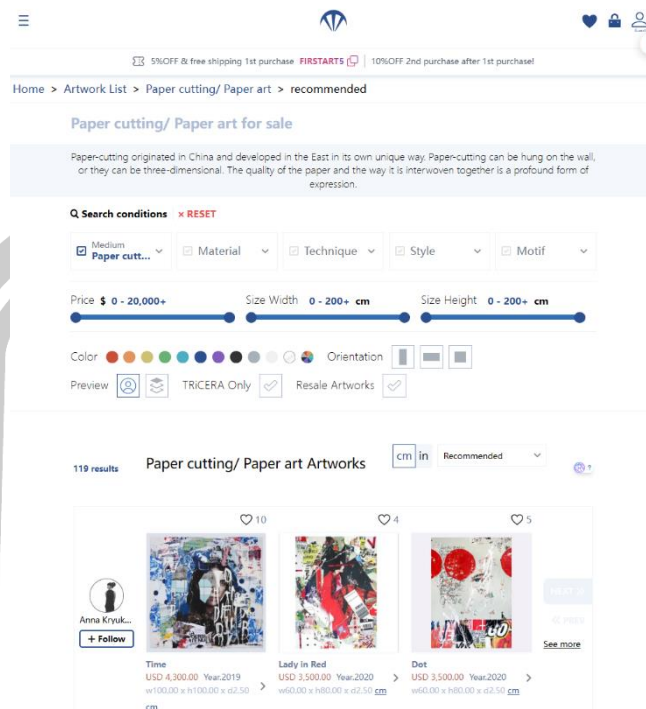 5%OFF & free shipping 1st purchase FIRSTART5 | 10%OFF 2nd purchase after 1st purchase!
Home > Artwork List > Paper cutting/ Paper art > recommended
Paper cutting/ Paper art for sale
Paper-cutting originated in China and developed in the East in its own unique way. Paper-cutting can be hung on the wall,
or they can be three-dimensional. The quality of the paper and the way it is interwoven together is a profound form of
expression.
Search conditions × RESET
Medium
Paper cutt... Material Technique Style Motif
Price $ 0 - 20,000+ Size Width 0 - 200+ cm Size Height 0 - 200+ cm
Color Orientation
Preview TRiCERA Only Resale Artworks
119 results Paper cutting/ Paper art Artworks cm in Recommended
10 4 5
Anna Kryuk...
+ Follow
NEXT
PREV
See more
Time Lady in Red Dot
USD 4,300.00 Year.2019 USD 3,500.00 Year.2020 USD 3,500.00 Year.2020
w100.00 x h100.00 x d2.50 w60.00 x h80.00 x d2.50 cm w60.00 x h80.00 x d2.50 cm
cm